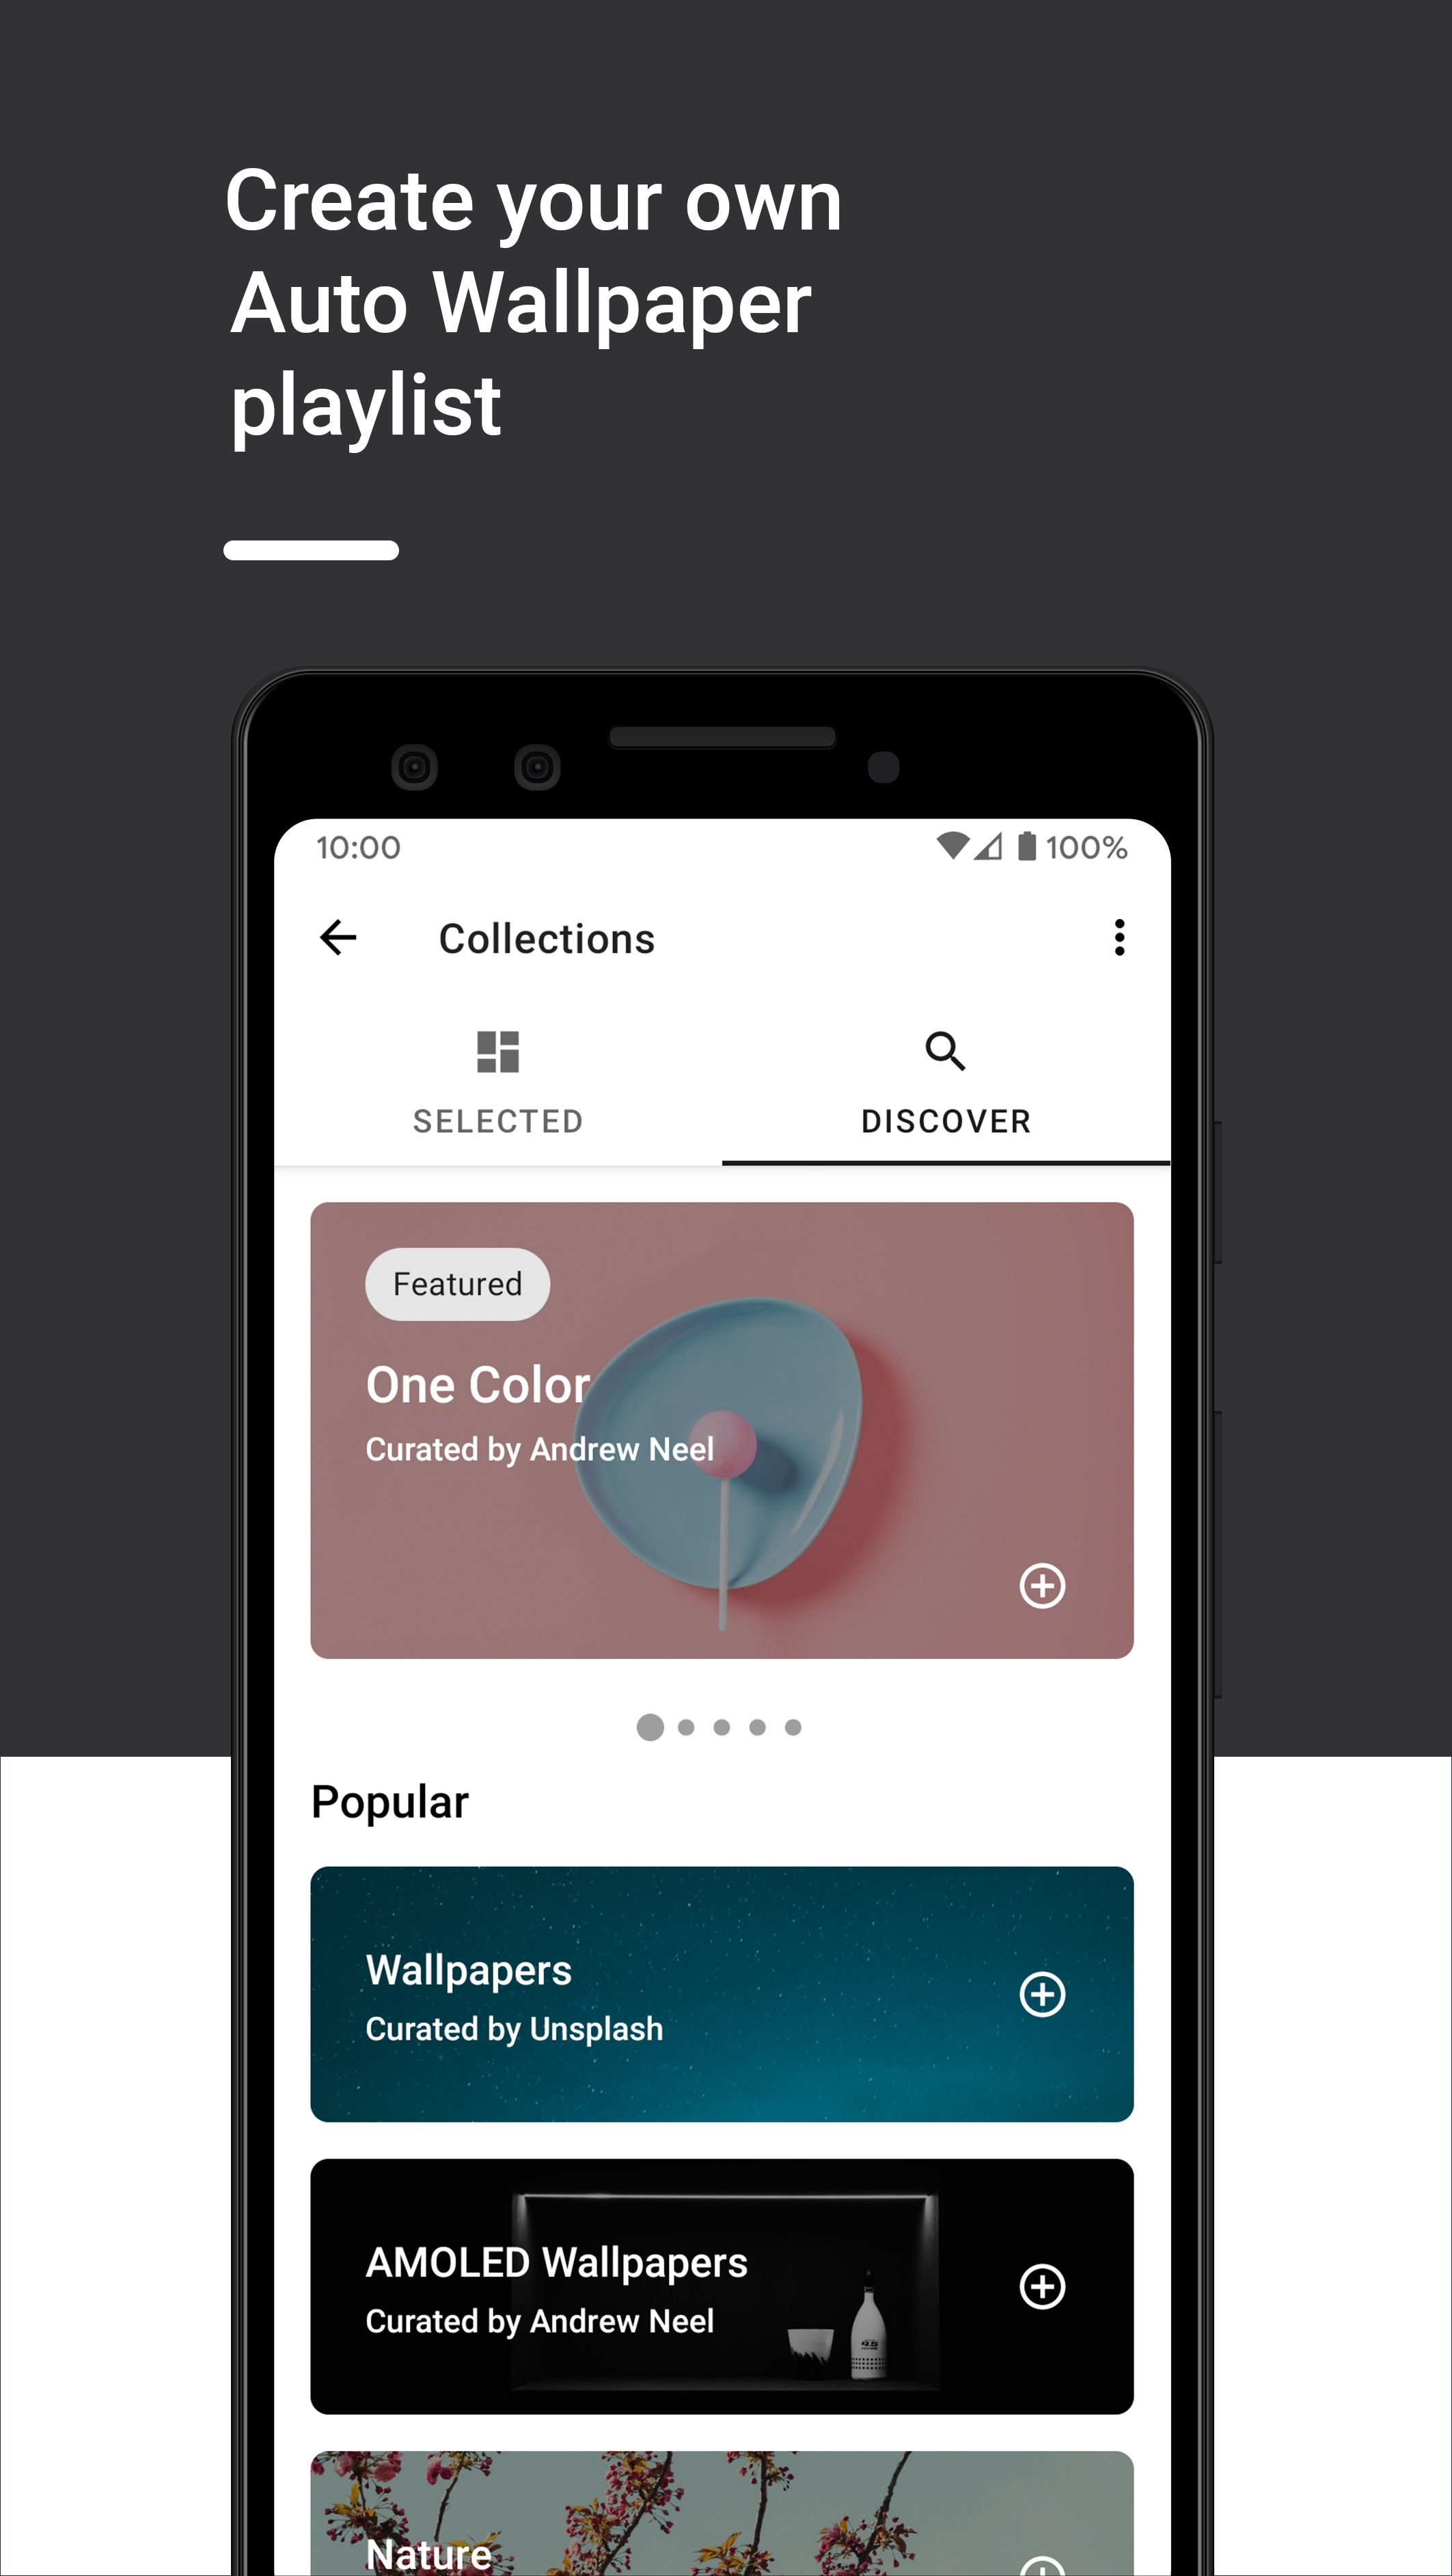 Create your own
Auto Wallpaper
playlist
10:00
100%
Collections
SELECTED
DISCOVER
Featured
One Color
Curated by Andrew Neel
Popular
Wallpapers
Curated by Unsplash
AMOLED Wallpapers
Curated by Andrew Neel
Nature